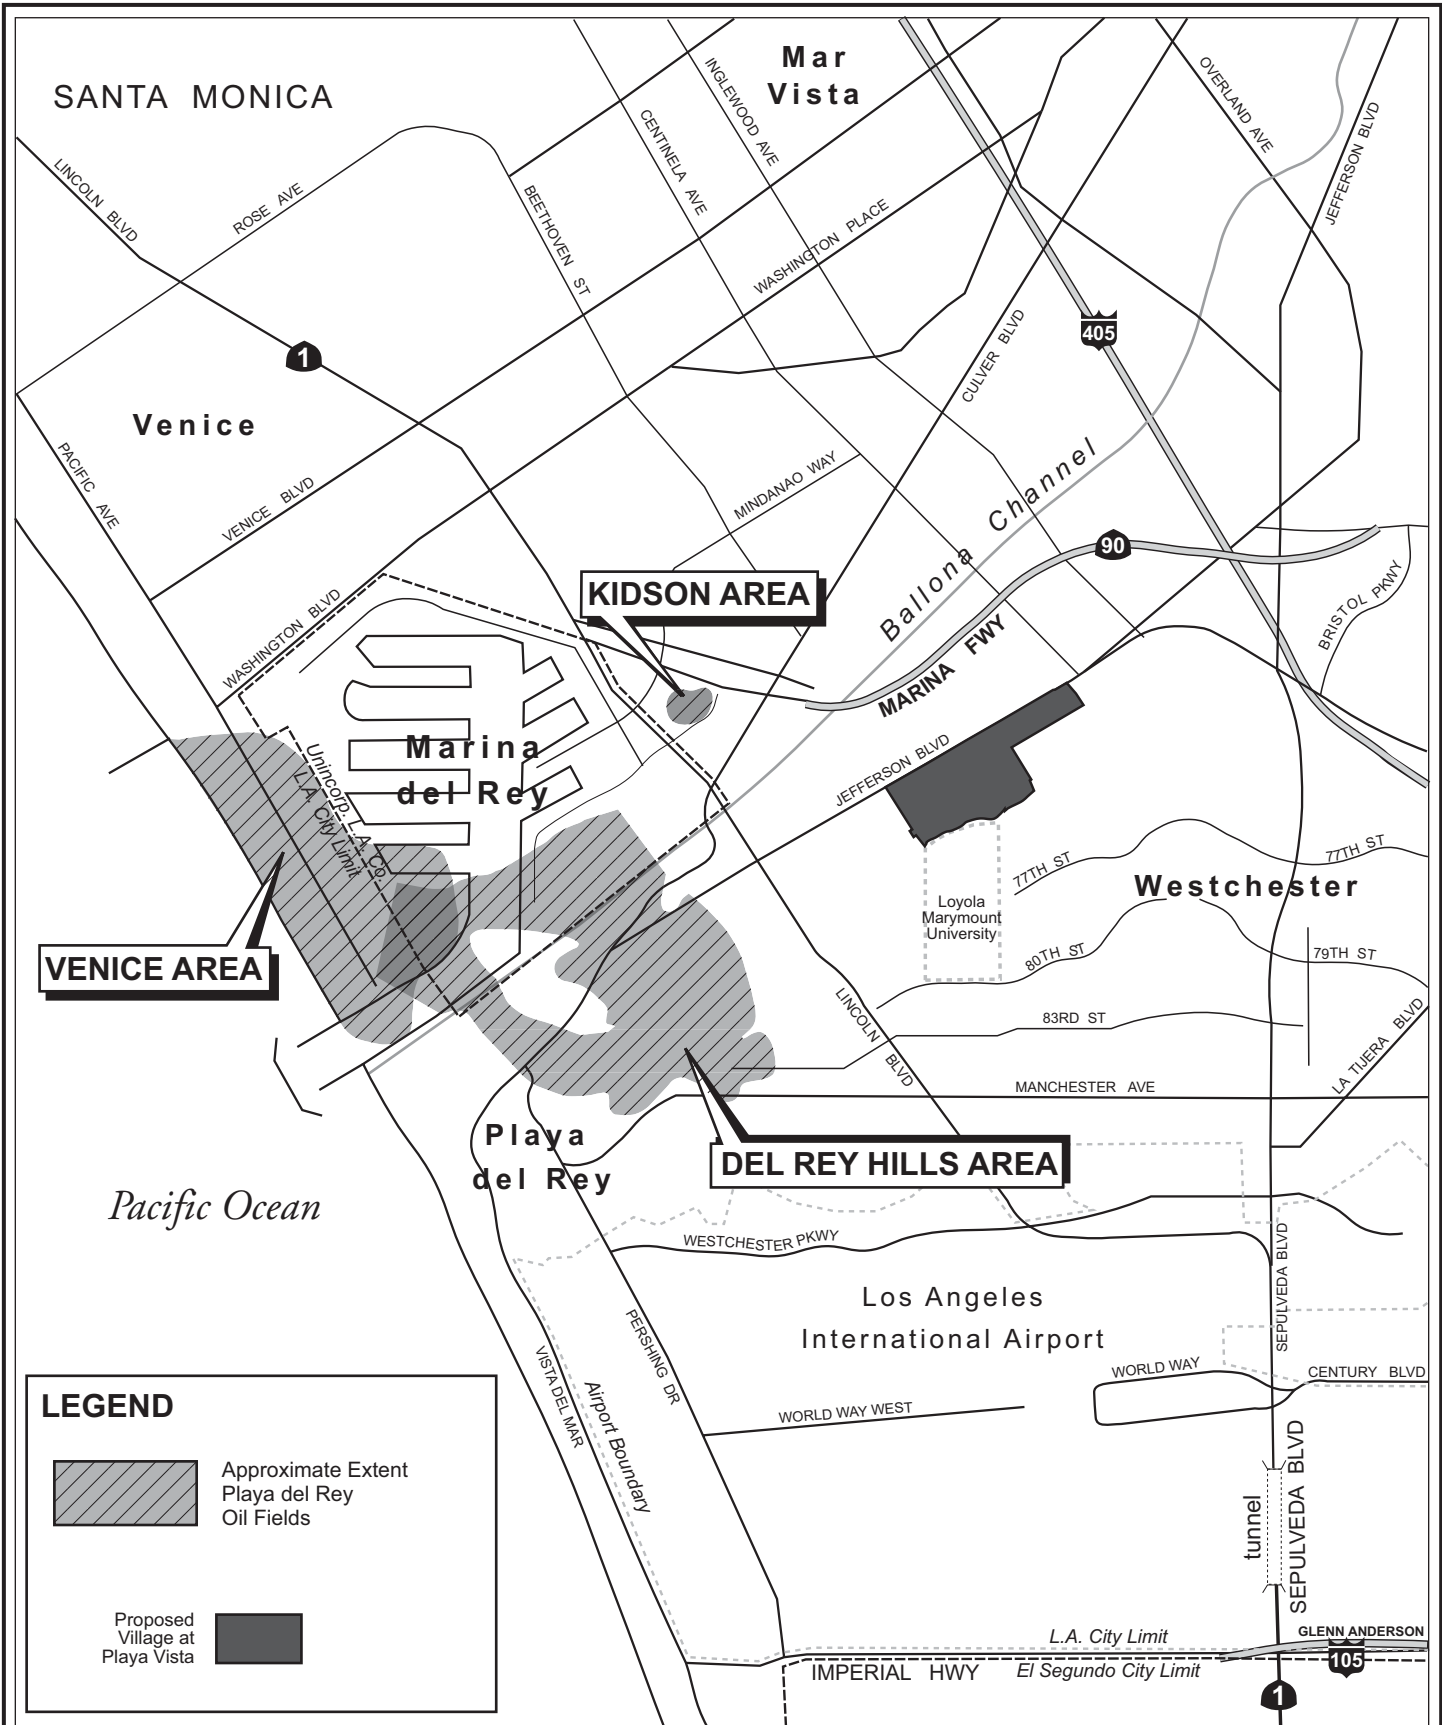 SANTA MONICA
Mar
Vista
LINCOLN BLVD
ROSE AVE
BEETHOVEN ST
CENTINELA AVE
INGLEWOOD AVE
OVERLAND AVE
JEFFERSON BLVD
WASHINGTON PLACE
405
1
CULVER BLVD
Venice
PACIFIC AVE
VENICE BLVD
MINDANAO WAY
Ballona Channel
90
WASHINGTON BLVD
KIDSON AREA
MARINA FWY
BRISTOL PKWY
Marina
del Rey
Unincorp. L.A. Co.
L.A. City Limit
JEFFERSON BLVD
77TH ST
77TH ST
Westchester
Loyola
Marymount
University
80TH ST
79TH ST
VENICE AREA
LINCOLN BLVD
83RD ST
LA TIJERA BLVD
MANCHESTER AVE
Playa
del Rey
DEL REY HILLS AREA
Pacific Ocean
WESTCHESTER PKWY
SEPULVEDA BLVD
Los Angeles
International Airport
PERSHING DR
VISTA DEL MAR
Airport Boundary
WORLD WAY
CENTURY BLVD
WORLD WAY WEST
LEGEND
Approximate Extent
Playa del Rey
Oil Fields
Proposed
Village at
Playa Vista
tunnel
SEPULVEDA BLVD
L.A. City Limit
GLENN ANDERSON
105
IMPERIAL HWY
El Segundo City Limit
1